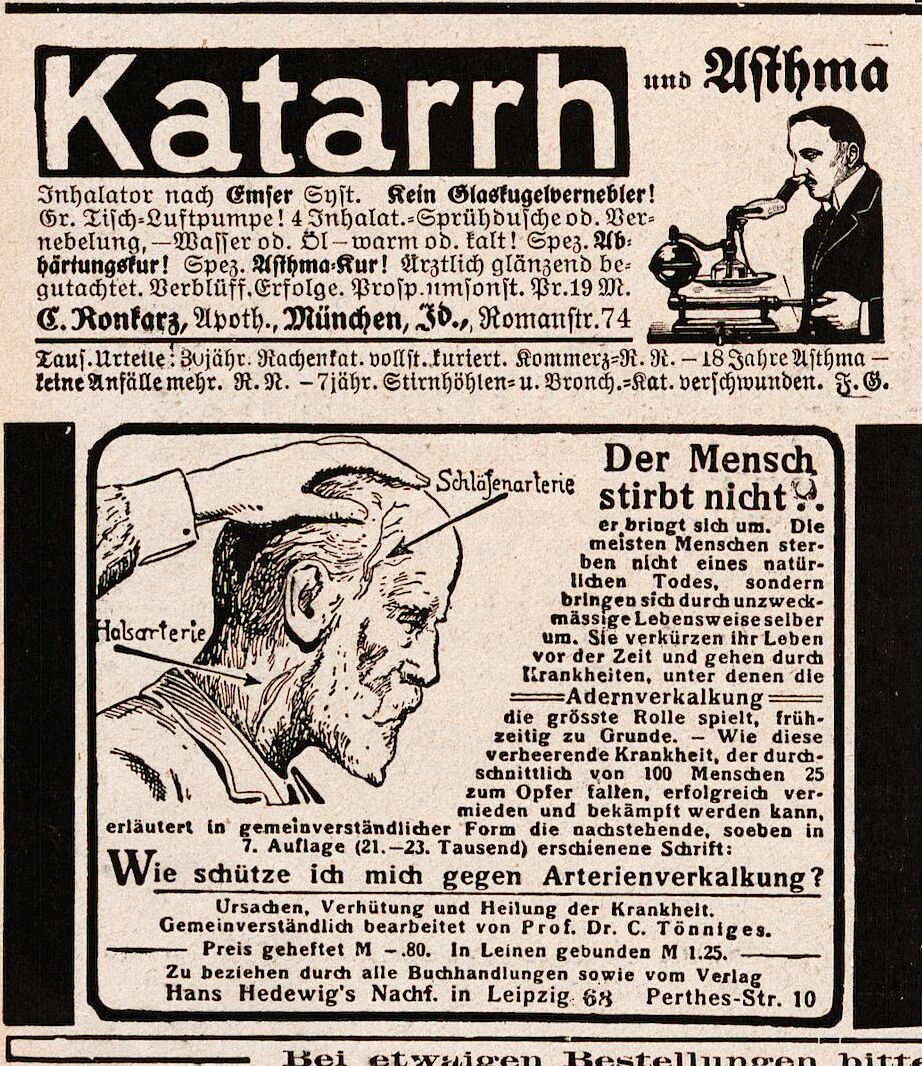 Katarrh und Asthma
Inhalator nach Emser Syst. Kein Glaskugelvernebler!
Gr. Tisch-Luftpumpe! 4 Inhalat.-Sprühdusche od. Ver-
nebelung, — Wasser od. Öl — warm od. kalt! Spez. Ab-
härtungskur! Spez. Asthma-Kur! Ärztlich glänzend be-
gutachtet. Verblüff. Erfolge. Prosp. umsonst. Pr. 19 M.
C. Ronkarz, Apoth., München, Jd., Romanstr. 74
Taus. Urteile: 30jähr. Rachenkat. vollst. kuriert. Kommerz-R. R. — 18 Jahre Asthma —
keine Anfälle mehr. R. N. — 7jähr. Stirnhöhlen- u. Bronch.-Kat. verschwunden. F. G.
Schläfenarterie
Halsarterie
Der Mensch
stirbt nicht?.
er bringt sich um. Die
meisten Menschen ster-
ben nicht eines natür-
lichen Todes, sondern
bringen sich durch unzweck-
mässige Lebensweise selber
um. Sie verkürzen ihr Leben
vor der Zeit und gehen durch
Krankheiten, unter denen die
Adernverkalkung
die grösste Rolle spielt, früh-
zeitig zu Grunde. — Wie diese
verheerende Krankheit, der durch-
schnittlich von 100 Menschen 25
zum Opfer fallen, erfolgreich ver-
mieden und bekämpft werden kann,
erläutert in gemeinverständlicher Form die nachstehende, soeben in
7. Auflage (21.—23. Tausend) erschienene Schrift:
Wie schütze ich mich gegen Arterienverkalkung?
Ursachen, Verhütung und Heilung der Krankheit.
Gemeinverständlich bearbeitet von Prof. Dr. C. Tönniges.
Preis geheftet M —.80. In Leinen gebunden M 1.25.
Zu beziehen durch alle Buchhandlungen sowie vom Verlag
Hans Hedewig's Nachf. in Leipzig 68 Perthes-Str. 10
Bei etwaigen Bestellungen bitte